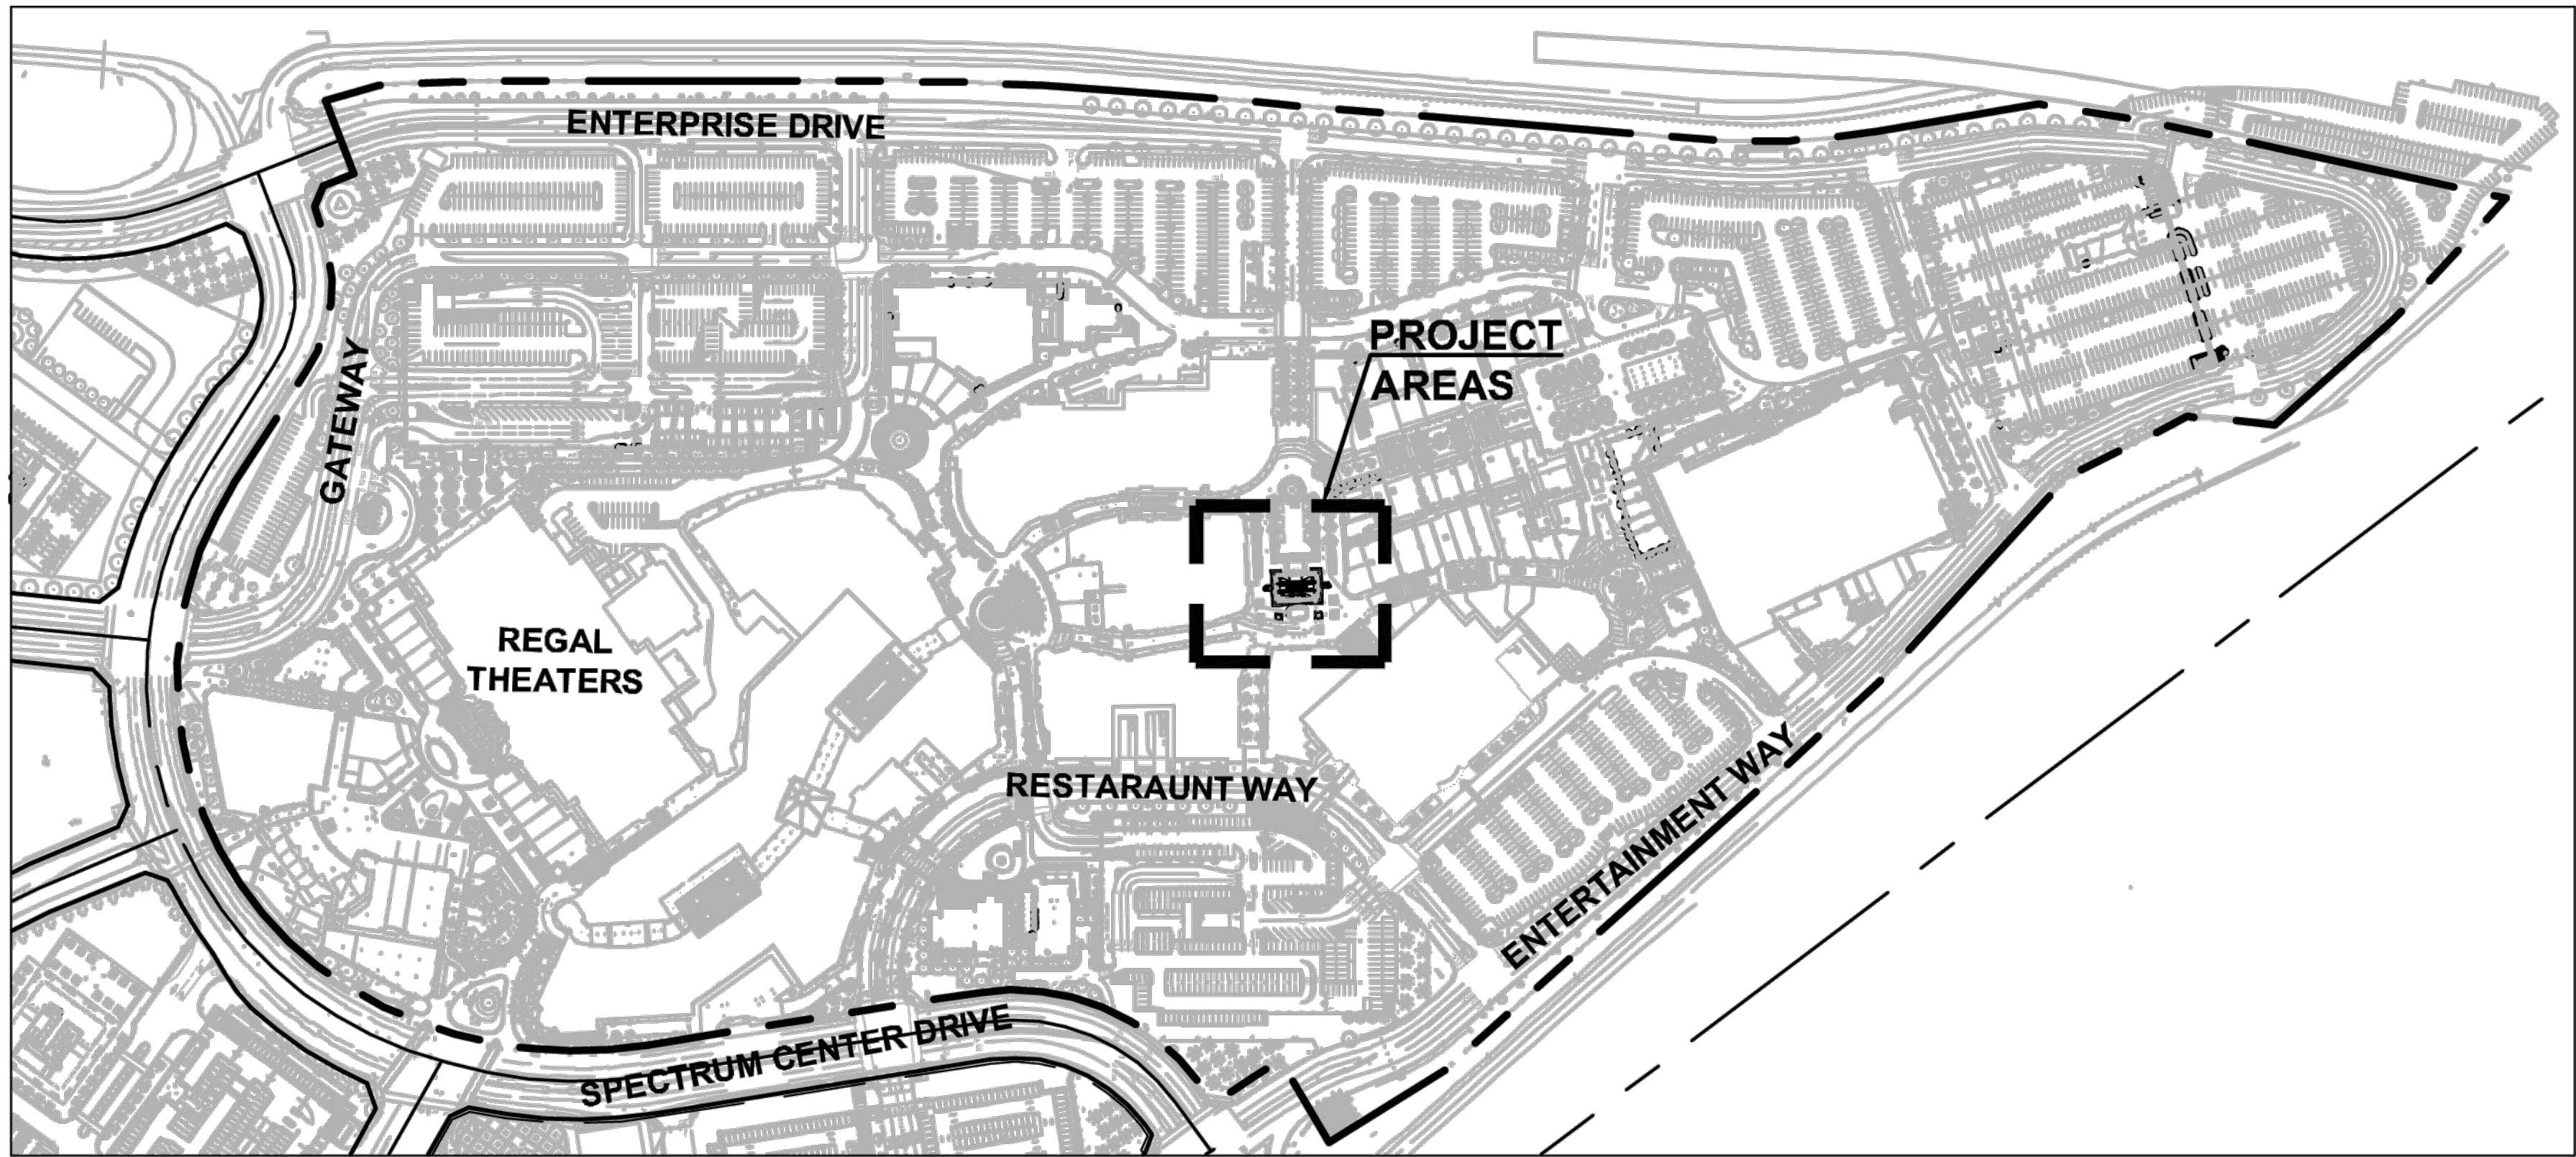 ENTERPRISE DRIVE
PROJECT
AREAS
GATEWAY
REGAL
THEATERS
RESTARAUNT WAY
ENTERTAINMENT WAY
SPECTRUM CENTER DRIVE